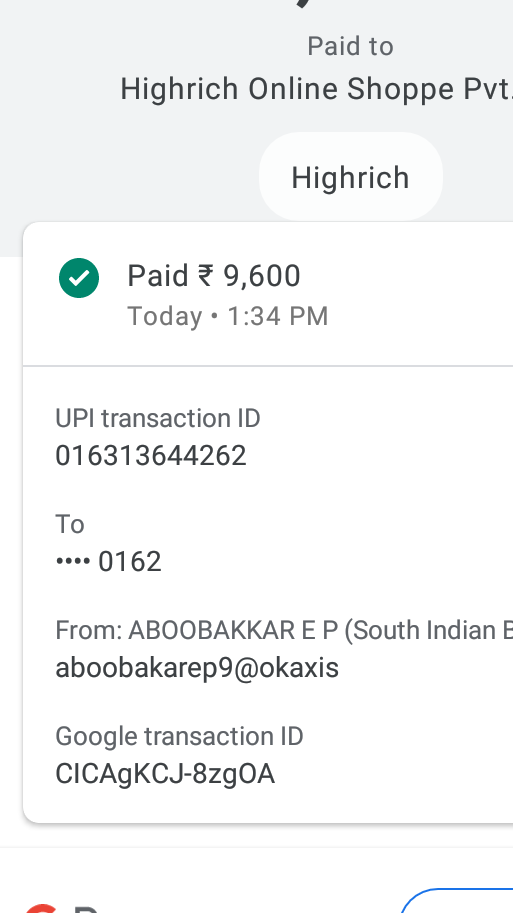 Paid to
Highrich Online Shoppe Pvt.
Highrich
Paid ₹ 9,600
Today • 1:34 PM
UPI transaction ID
016313644262
To
•••• 0162
From: ABOOBAKKAR E P (South Indian B
aboobakarep9@okaxis
Google transaction ID
CICAgKCJ-8zgOA